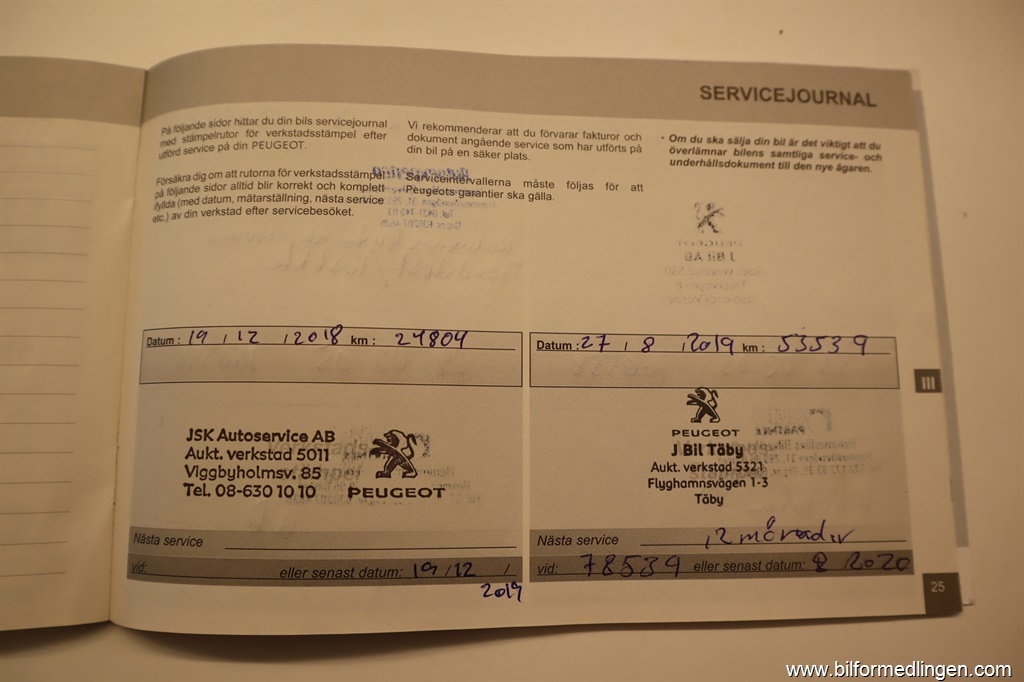 SERVICEJOURNAL
På följande sidor hittar du din bils servicejournal
med stämpelrutor för verkstadsstämpel efter
utförd service på din PEUGEOT.
Försäkra dig om att rutorna för verkstadsstämpel
på följande sidor alltid blir korrekt och komplett
ifyllda (med datum, mätarställning, nästa service
etc.) av din verkstad efter servicebesöket.
Vi rekommenderar att du förvarar fakturor och
dokument angående service som har utförts på
din bil på en säker plats.
Serviceintervallerna måste följas för att
Peugeots garantier ska gälla.
• Om du ska sälja din bil är det viktigt att du
överlämnar bilens samtliga service- och
underhållsdokument till den nye ägaren.
Datum : 19 / 12 / 2018 km : 24804
JSK Autoservice AB
Aukt. verkstad 5011
Viggbyholmsv. 85
Tel. 08-630 10 10
PEUGEOT
Nästa service
vid: eller senast datum: 19 / 12 /
2019
Datum : 27 / 8 / 2019 km : 53539
PEUGEOT
J Bil Täby
Aukt. verkstad 5321
Flyghamnsvägen 1-3
Täby
Nästa service 12 månader
vid: 78539 eller senast datum: 8 / 2020
III
25
www.bilformedlingen.com